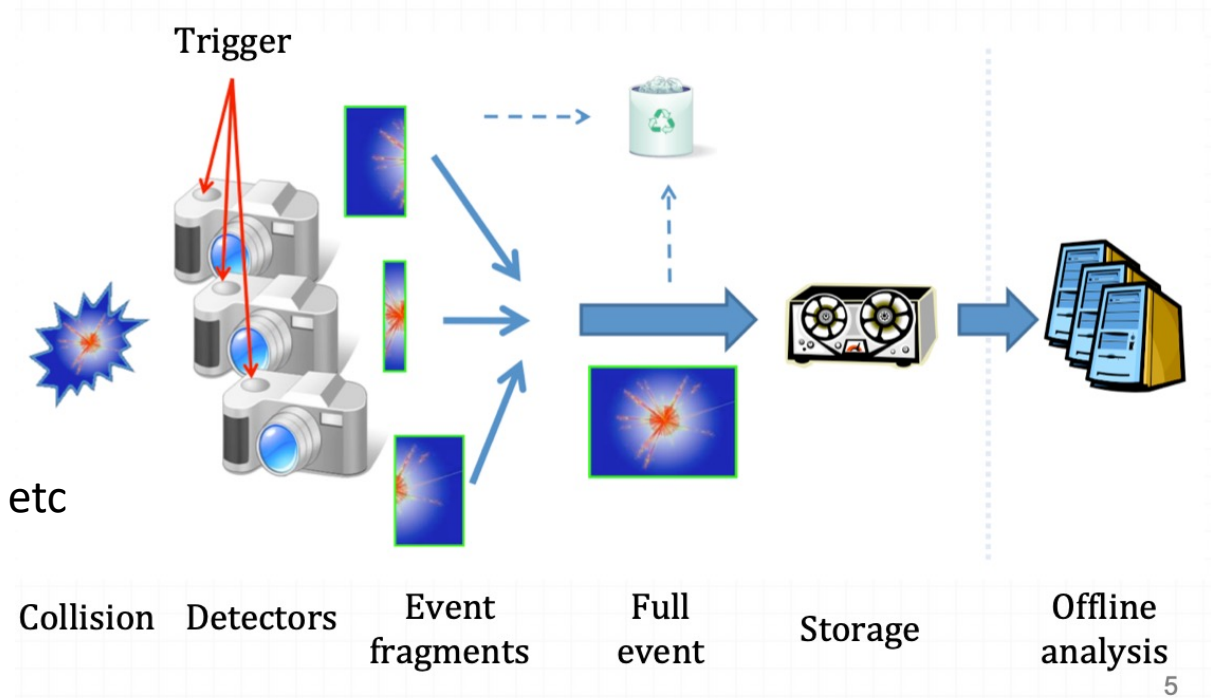 Trigger
etc
Collision
Detectors
Event
fragments
Full
event
Storage
Offline
analysis
5